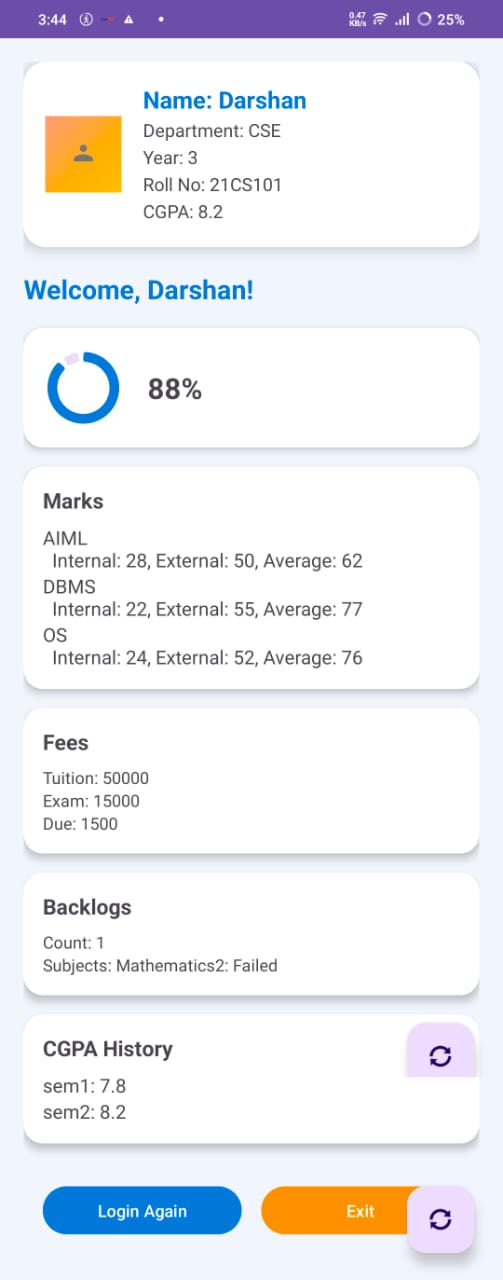 3:44
0.47
KB/s
25%
Name: Darshan
Department: CSE
Year: 3
Roll No: 21CS101
CGPA: 8.2
Welcome, Darshan!
88%
Marks
AIML
Internal: 28, External: 50, Average: 62
DBMS
Internal: 22, External: 55, Average: 77
OS
Internal: 24, External: 52, Average: 76
Fees
Tuition: 50000
Exam: 15000
Due: 1500
Backlogs
Count: 1
Subjects: Mathematics2: Failed
CGPA History
sem1: 7.8
sem2: 8.2
Login Again
Exit